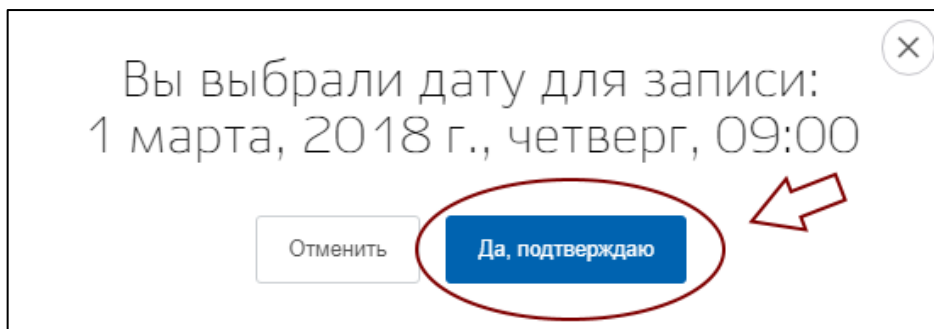 Вы выбрали дату для записи:
1 марта, 2018 г., четверг, 09:00
Отменить
Да, подтверждаю